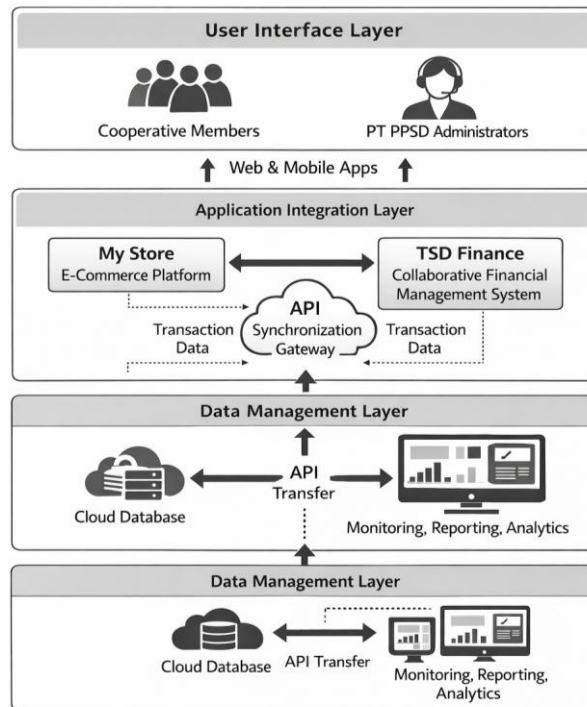 User Interface Layer
Cooperative Members
PT PPSD Administrators
Web & Mobile Apps
Application Integration Layer
My Store
E-Commerce Platform
TSD Finance
Collaborative Financial
Management System
API
Synchronization
Gateway
Transaction
Data
Transaction
Data
Data Management Layer
API
Transfer
Cloud Database
Monitoring, Reporting, Analytics
Data Management Layer
Cloud Database
API Transfer
Monitoring, Reporting,
Analytics